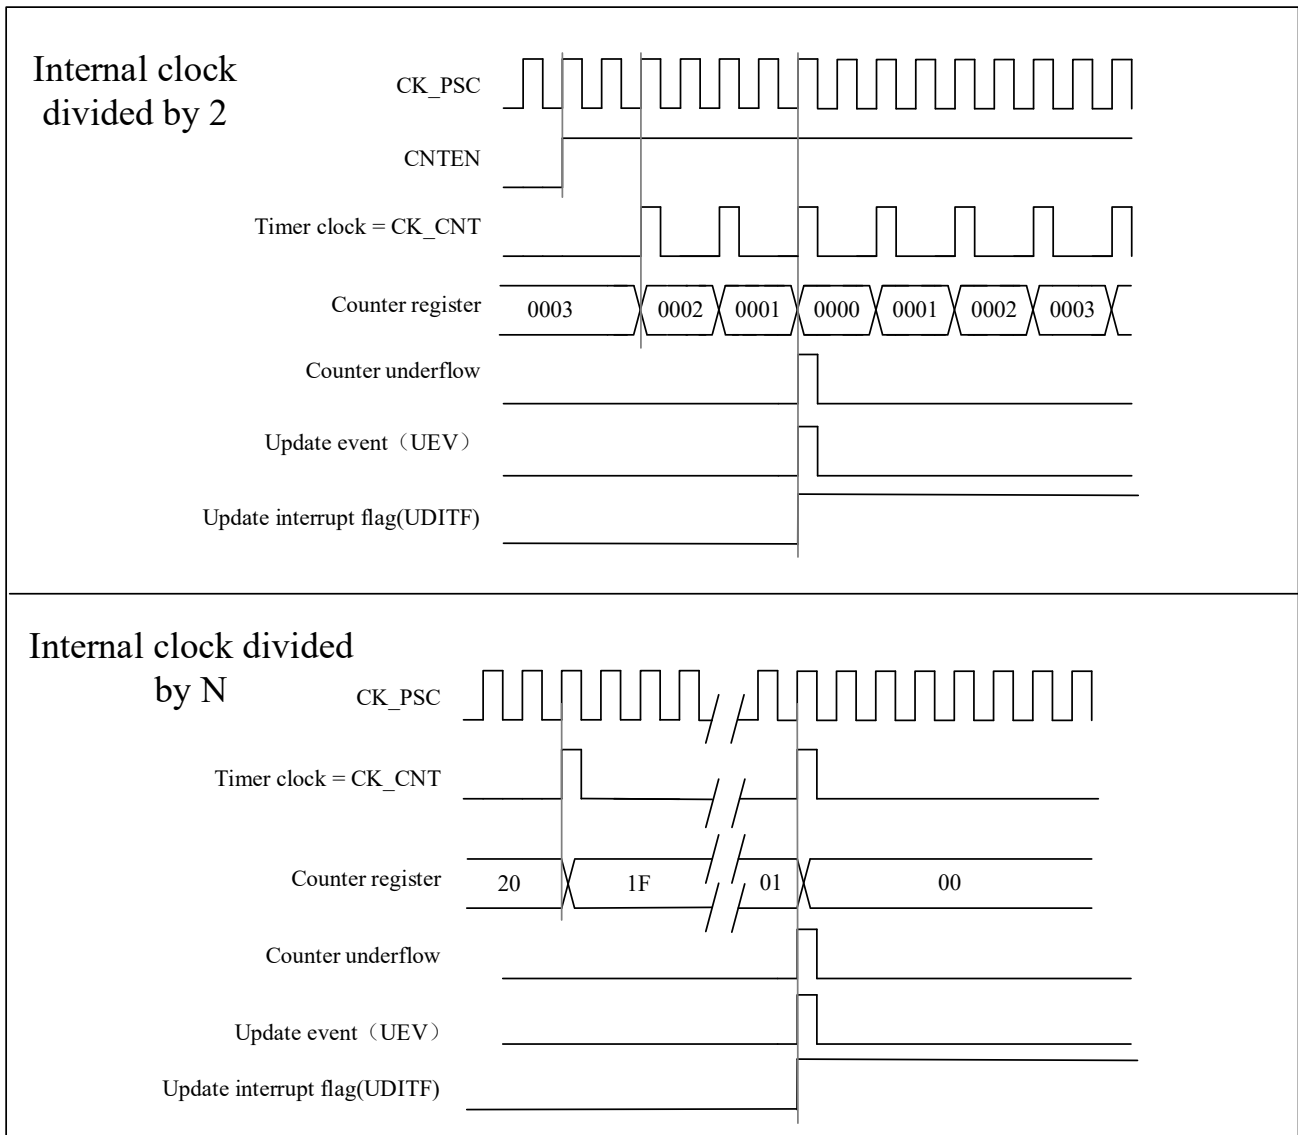 Internal clock
divided by 2
CK_PSC
CNTEN
Timer clock = CK_CNT
Counter register
0003 0002 0001 0000 0001 0002 0003
Counter underflow
Update event（UEV）
Update interrupt flag(UDITF)
Internal clock divided
by N
CK_PSC
Timer clock = CK_CNT
Counter register
20 1F 01 00
Counter underflow
Update event（UEV）
Update interrupt flag(UDITF)